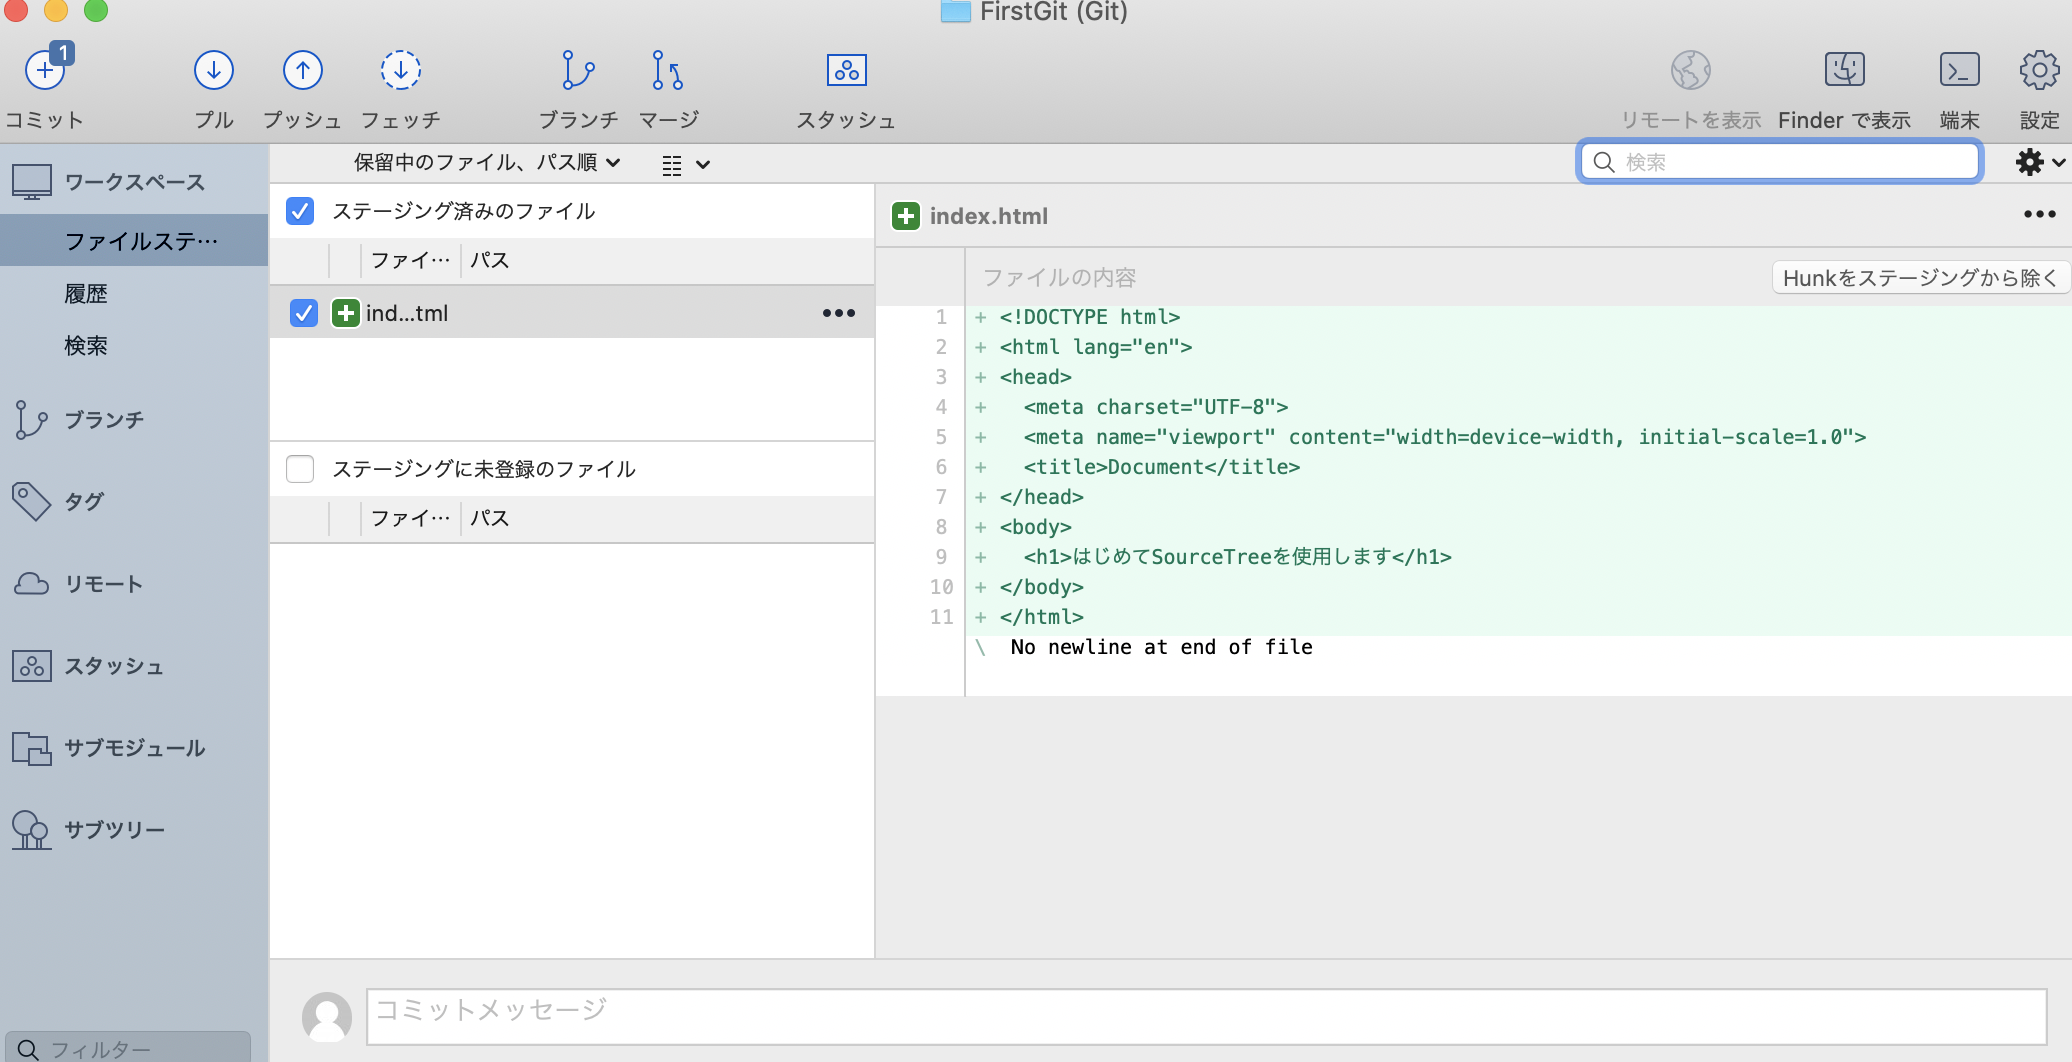 FirstGit (Git)
1
コミット プル プッシュ フェッチ ブランチ マージ スタッシュ リモートを表示 Finder で表示 端末 設定
ワークスペース
ファイルステ…
履歴
検索
ブランチ
タグ
リモート
スタッシュ
サブモジュール
サブツリー
フィルター
保留中のファイル、パス順
検索
ステージング済みのファイル
ファイ… パス
ind...tml
ステージングに未登録のファイル
ファイ… パス
index.html
ファイルの内容 Hunkをステージングから除く
1 + <!DOCTYPE html>
2 + <html lang="en">
3 + <head>
4 + <meta charset="UTF-8">
5 + <meta name="viewport" content="width=device-width, initial-scale=1.0">
6 + <title>Document</title>
7 + </head>
8 + <body>
9 + <h1>はじめてSourceTreeを使用します</h1>
10 + </body>
11 + </html>
\ No newline at end of file
コミットメッセージ